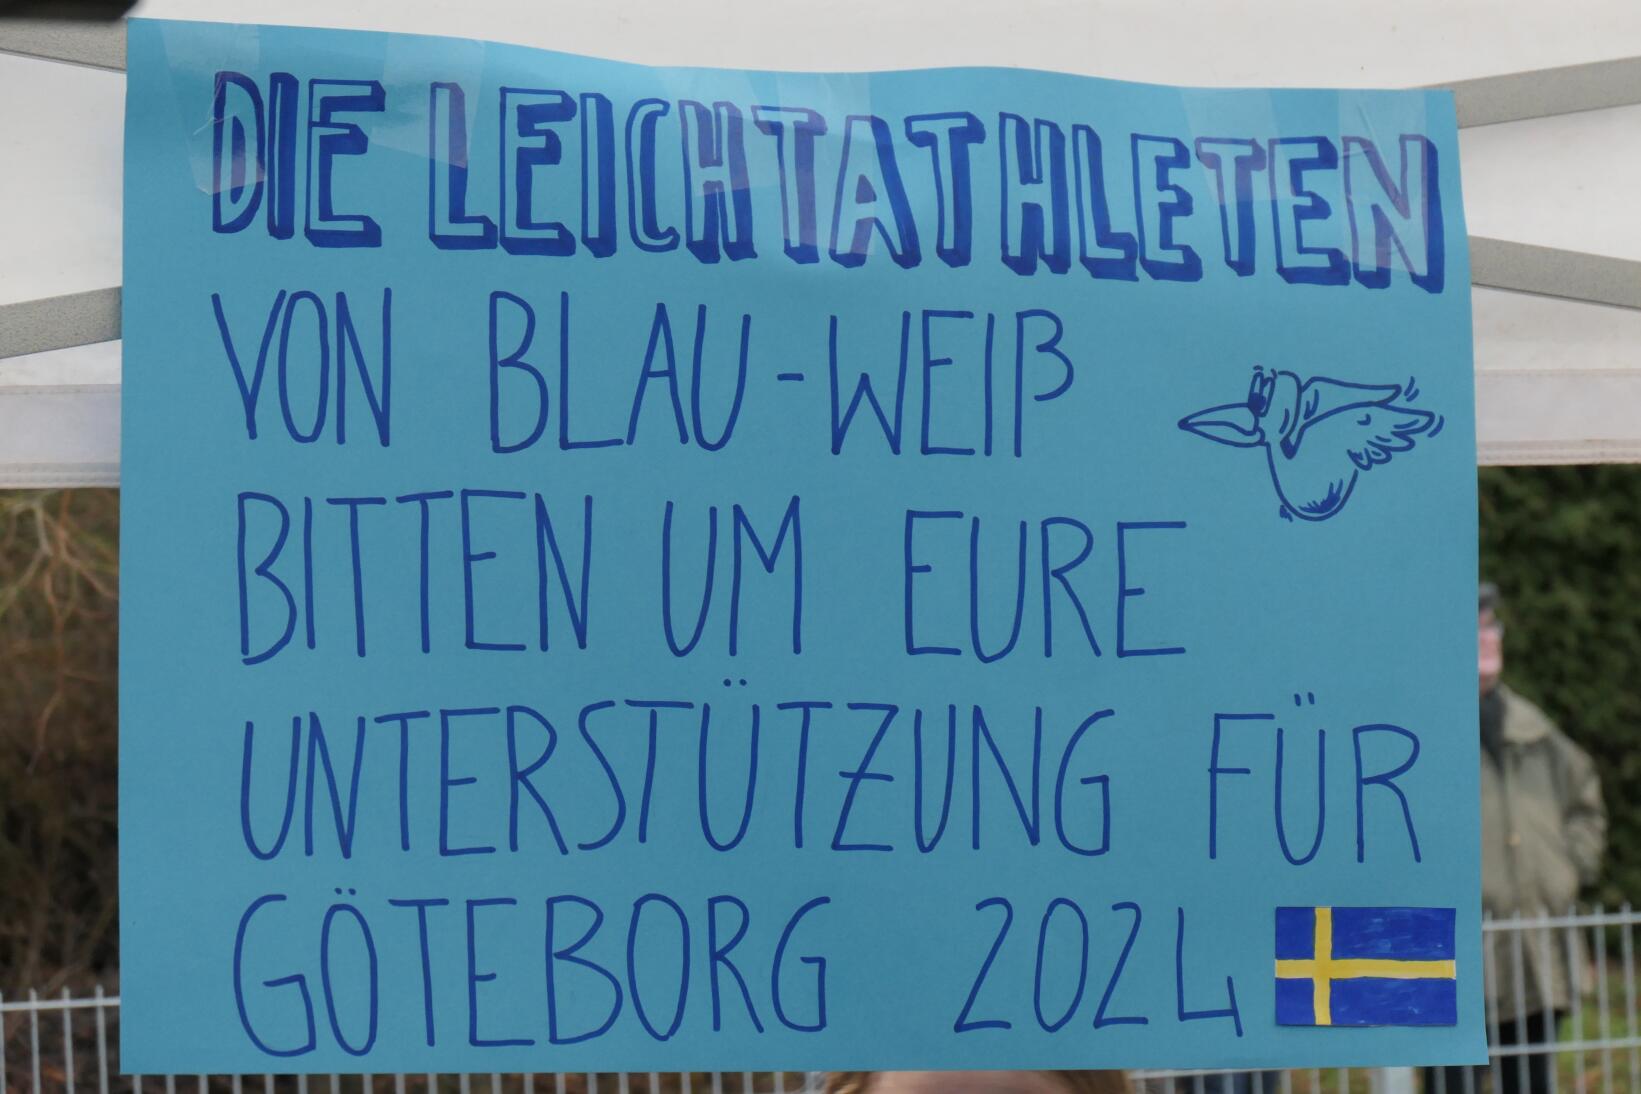 DIE LEICHTATHLETEN
VON BLAU-WEIß
BITTEN UM EURE
UNTERSTÜTZUNG FÜR
GÖTEBORG 2024